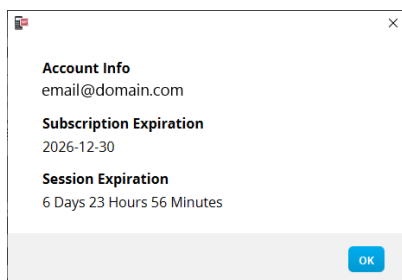 Account Info
email@domain.com
Subscription Expiration
2026-12-30
Session Expiration
6 Days 23 Hours 56 Minutes
OK